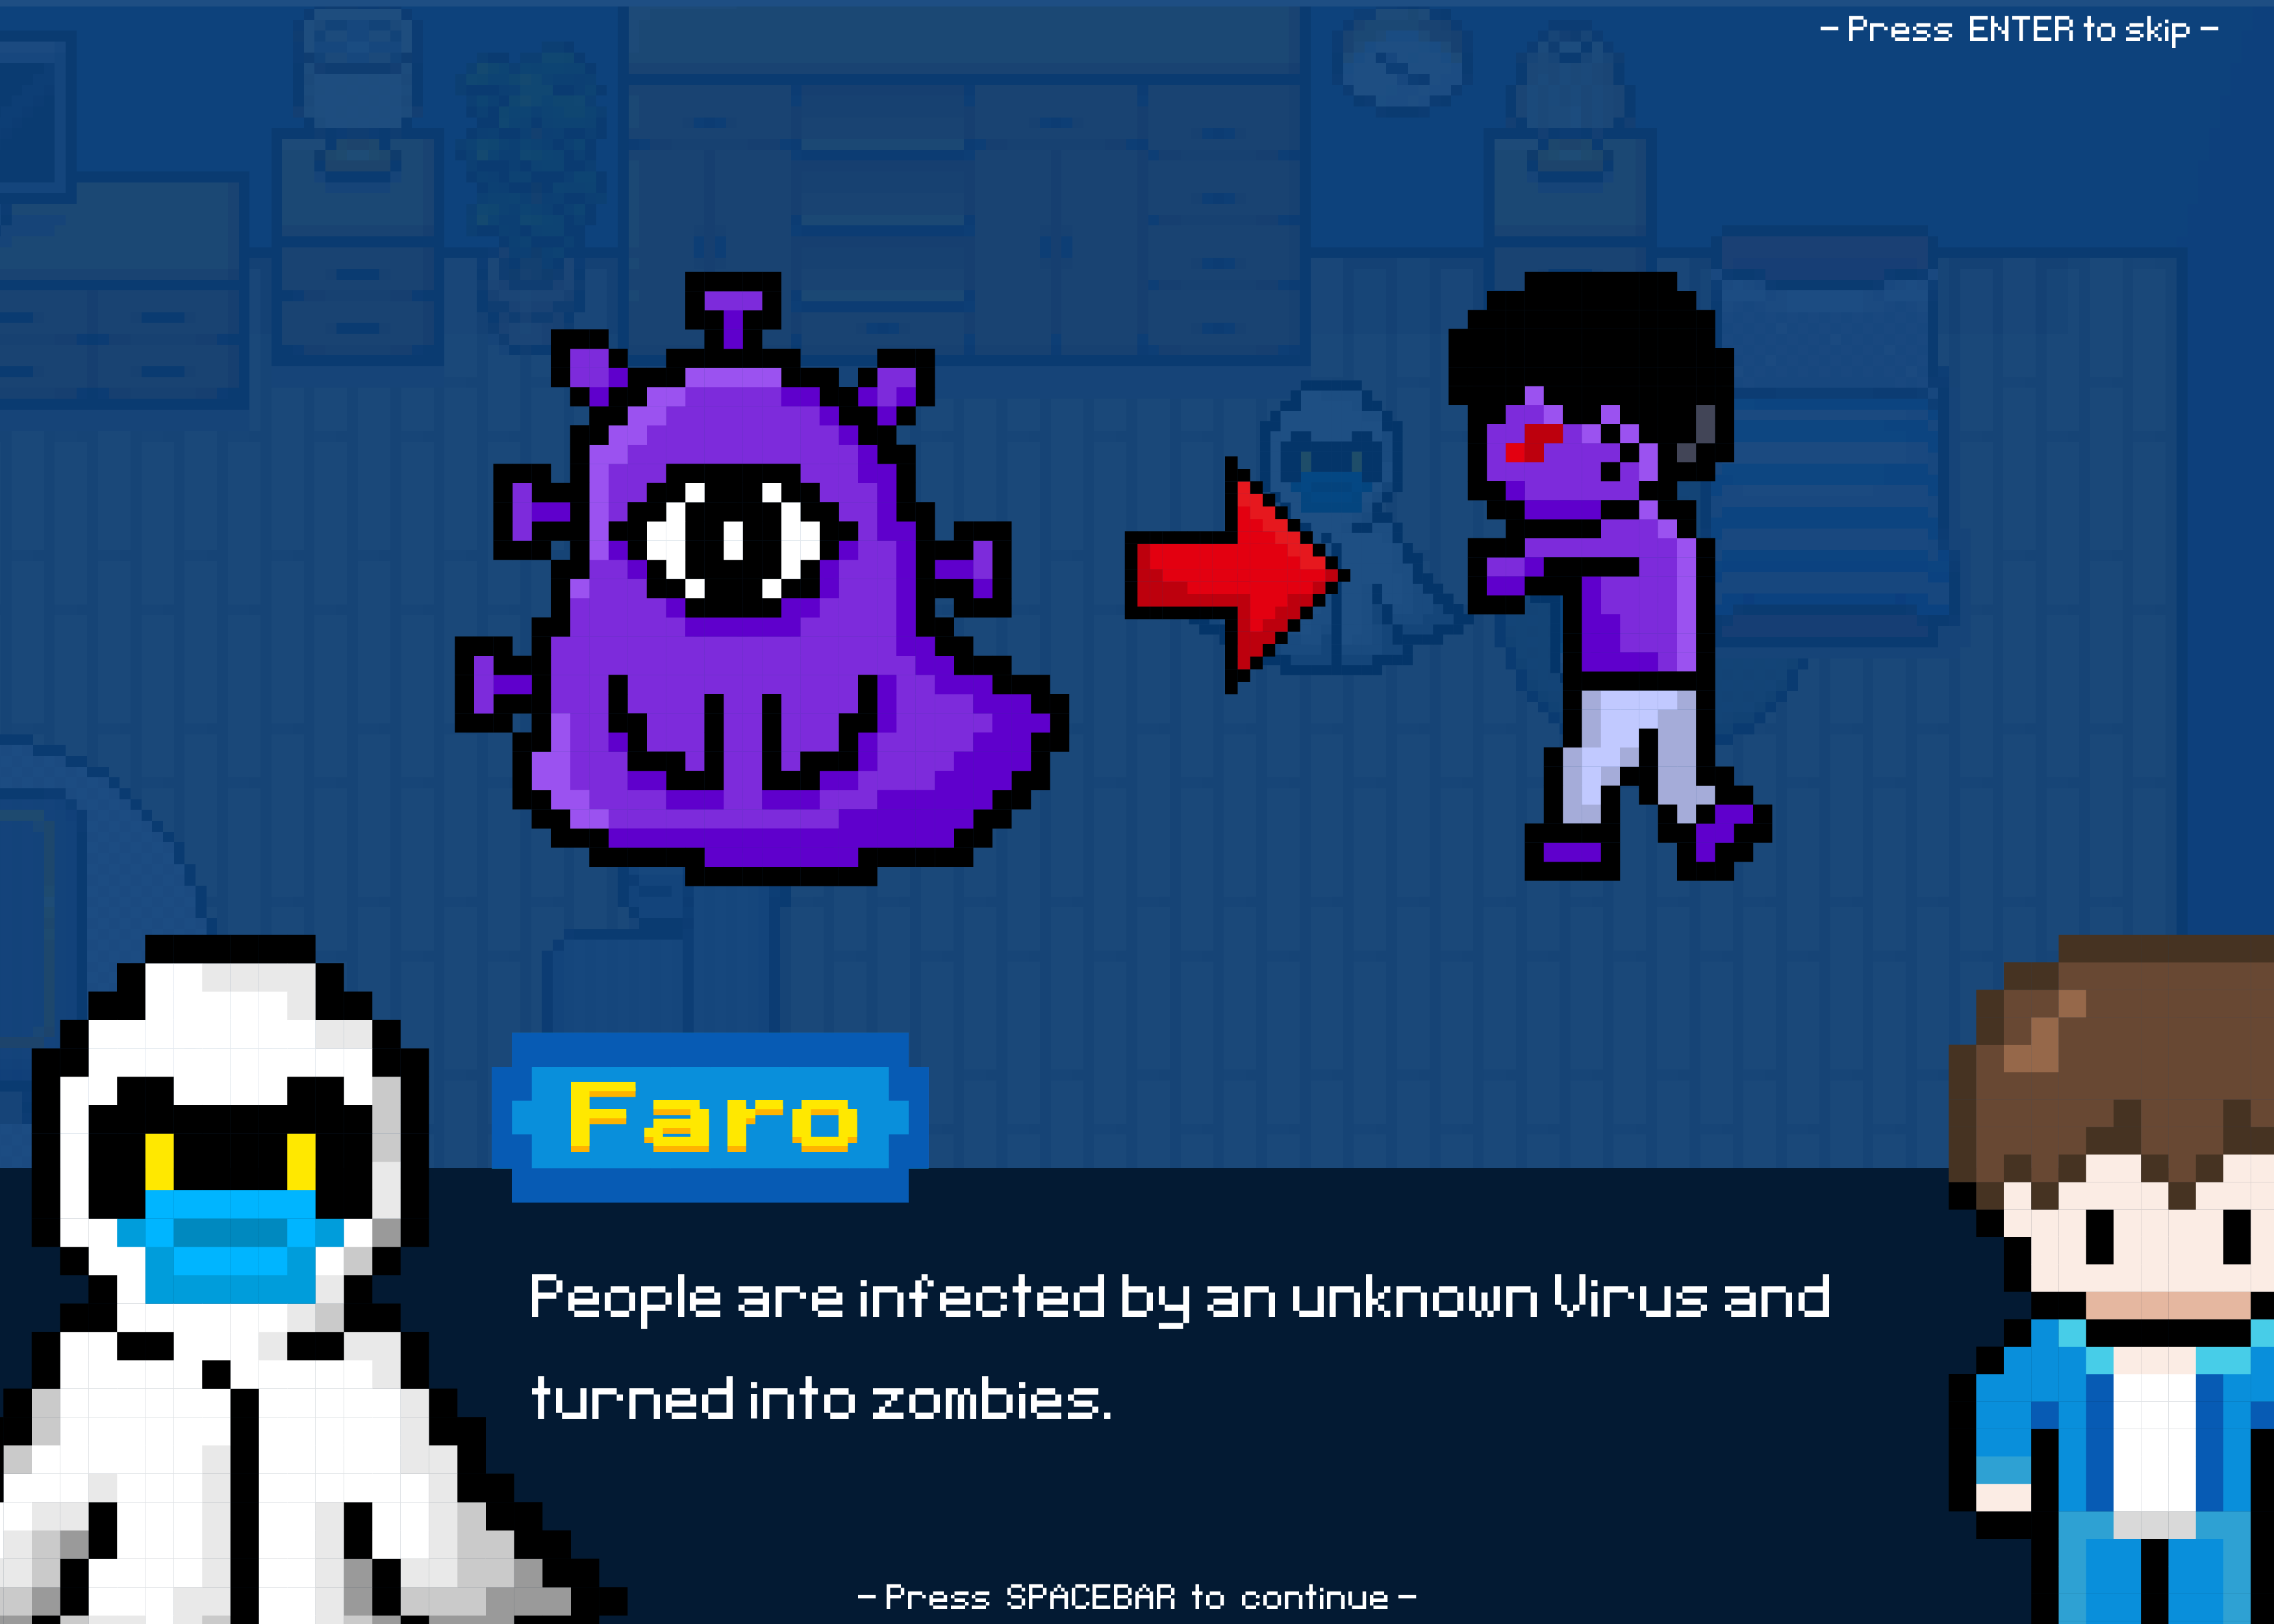 - Press ENTER to skip -
Faro
People are infected by an unknown Virus and
turned into zombies.
- Press SPACEBAR to continue -